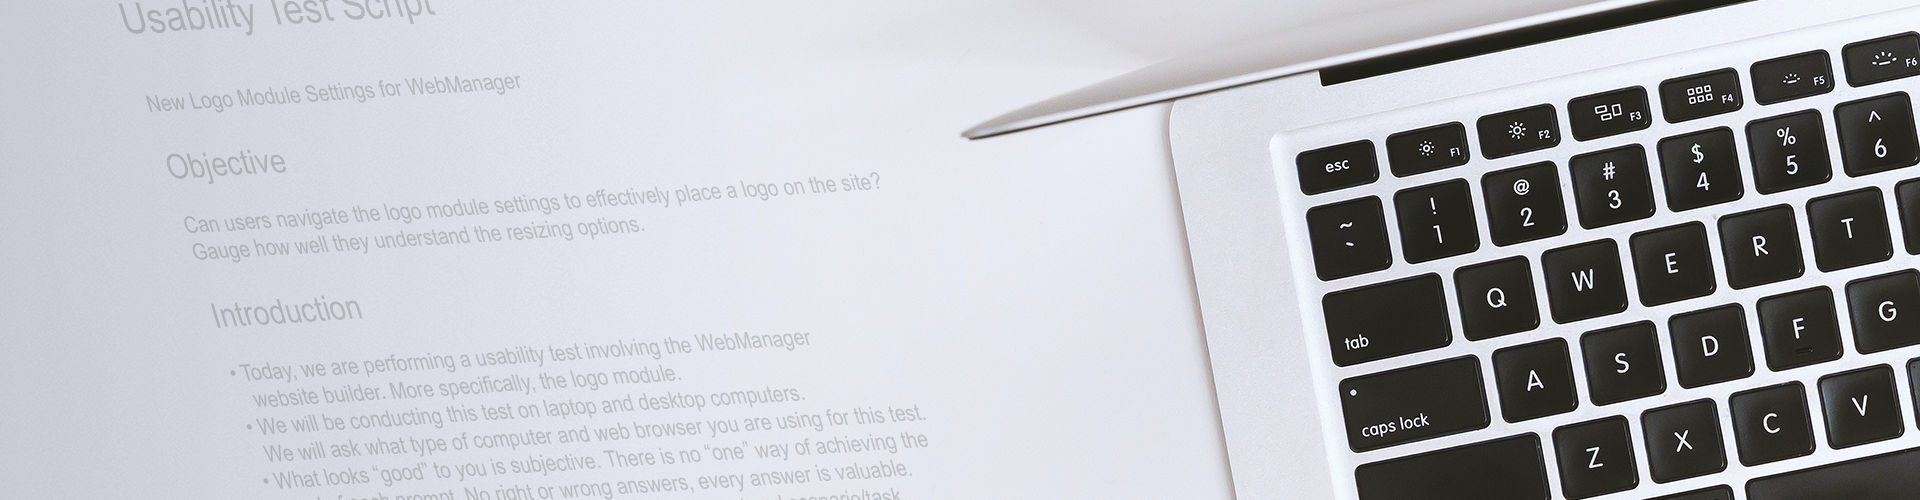 Usability Test Script
New Logo Module Settings for WebManager
Objective
Can users navigate the logo module settings to effectively place a logo on the site?
Gauge how well they understand the resizing options.
Introduction
• Today, we are performing a usability test involving the WebManager
website builder. More specifically, the logo module.
• We will be conducting this test on laptop and desktop computers.
We will ask what type of computer and web browser you are using for this test.
• What looks “good” to you is subjective. There is no “one” way of achieving the
of each prompt. No right or wrong answers, every answer is valuable.
scenario/task
esc F1 F2 F3 F4 F5 F6
~ ` ! 1 @ 2 # 3 $ 4 % 5 ^ 6
tab Q W E R T
caps lock A S D F G
Z X C V